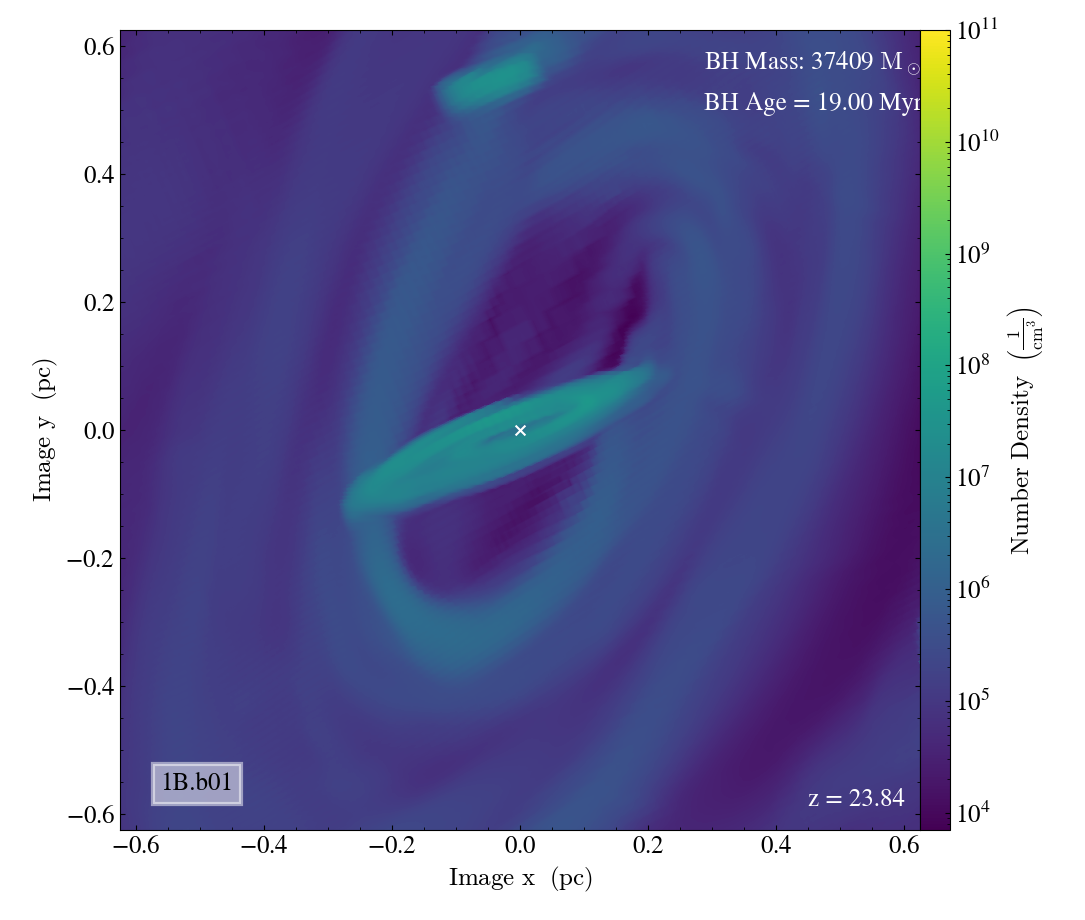 BH Mass: 37409 M⊙
BH Age = 19.00 Myr
1B.b01
z = 23.84
0.6
0.4
0.2
0.0
−0.2
−0.4
−0.6
Image y (pc)
−0.6 −0.4 −0.2 0.0 0.2 0.4 0.6
Image x (pc)
10¹¹
10¹⁰
10⁹
10⁸
10⁷
10⁶
10⁵
10⁴
Number Density (1/cm³)